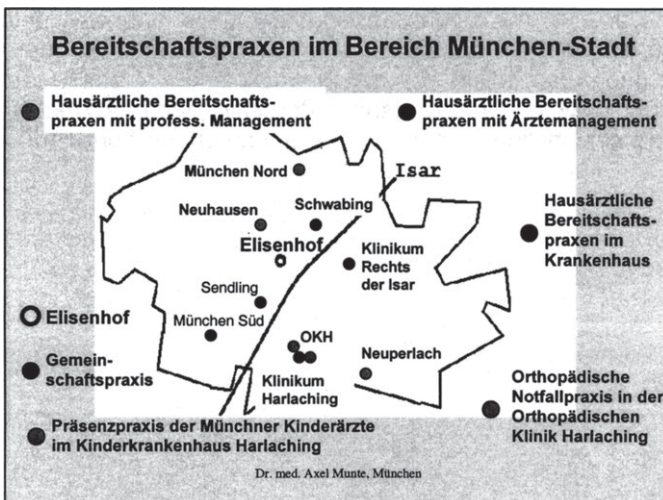 Bereitschaftspraxen im Bereich München-Stadt
Hausärztliche Bereitschafts-
praxen mit profess. Management
Hausärztliche Bereitschafts-
praxen mit Ärztemanagement
Isar
München Nord
Neuhausen
Schwabing
Elisenhof
Klinikum
Rechts
der Isar
Hausärztliche
Bereitschafts-
praxen im
Krankenhaus
Sendling
Elisenhof
München Süd
OKH
Gemein-
schaftspraxis
Neuperlach
Klinikum
Harlaching
Orthopädische
Notfallpraxis in der
Orthopädischen
Klinik Harlaching
Präsenzpraxis der Münchner Kinderärzte
im Kinderkrankenhaus Harlaching
Dr. med. Axel Munte, München